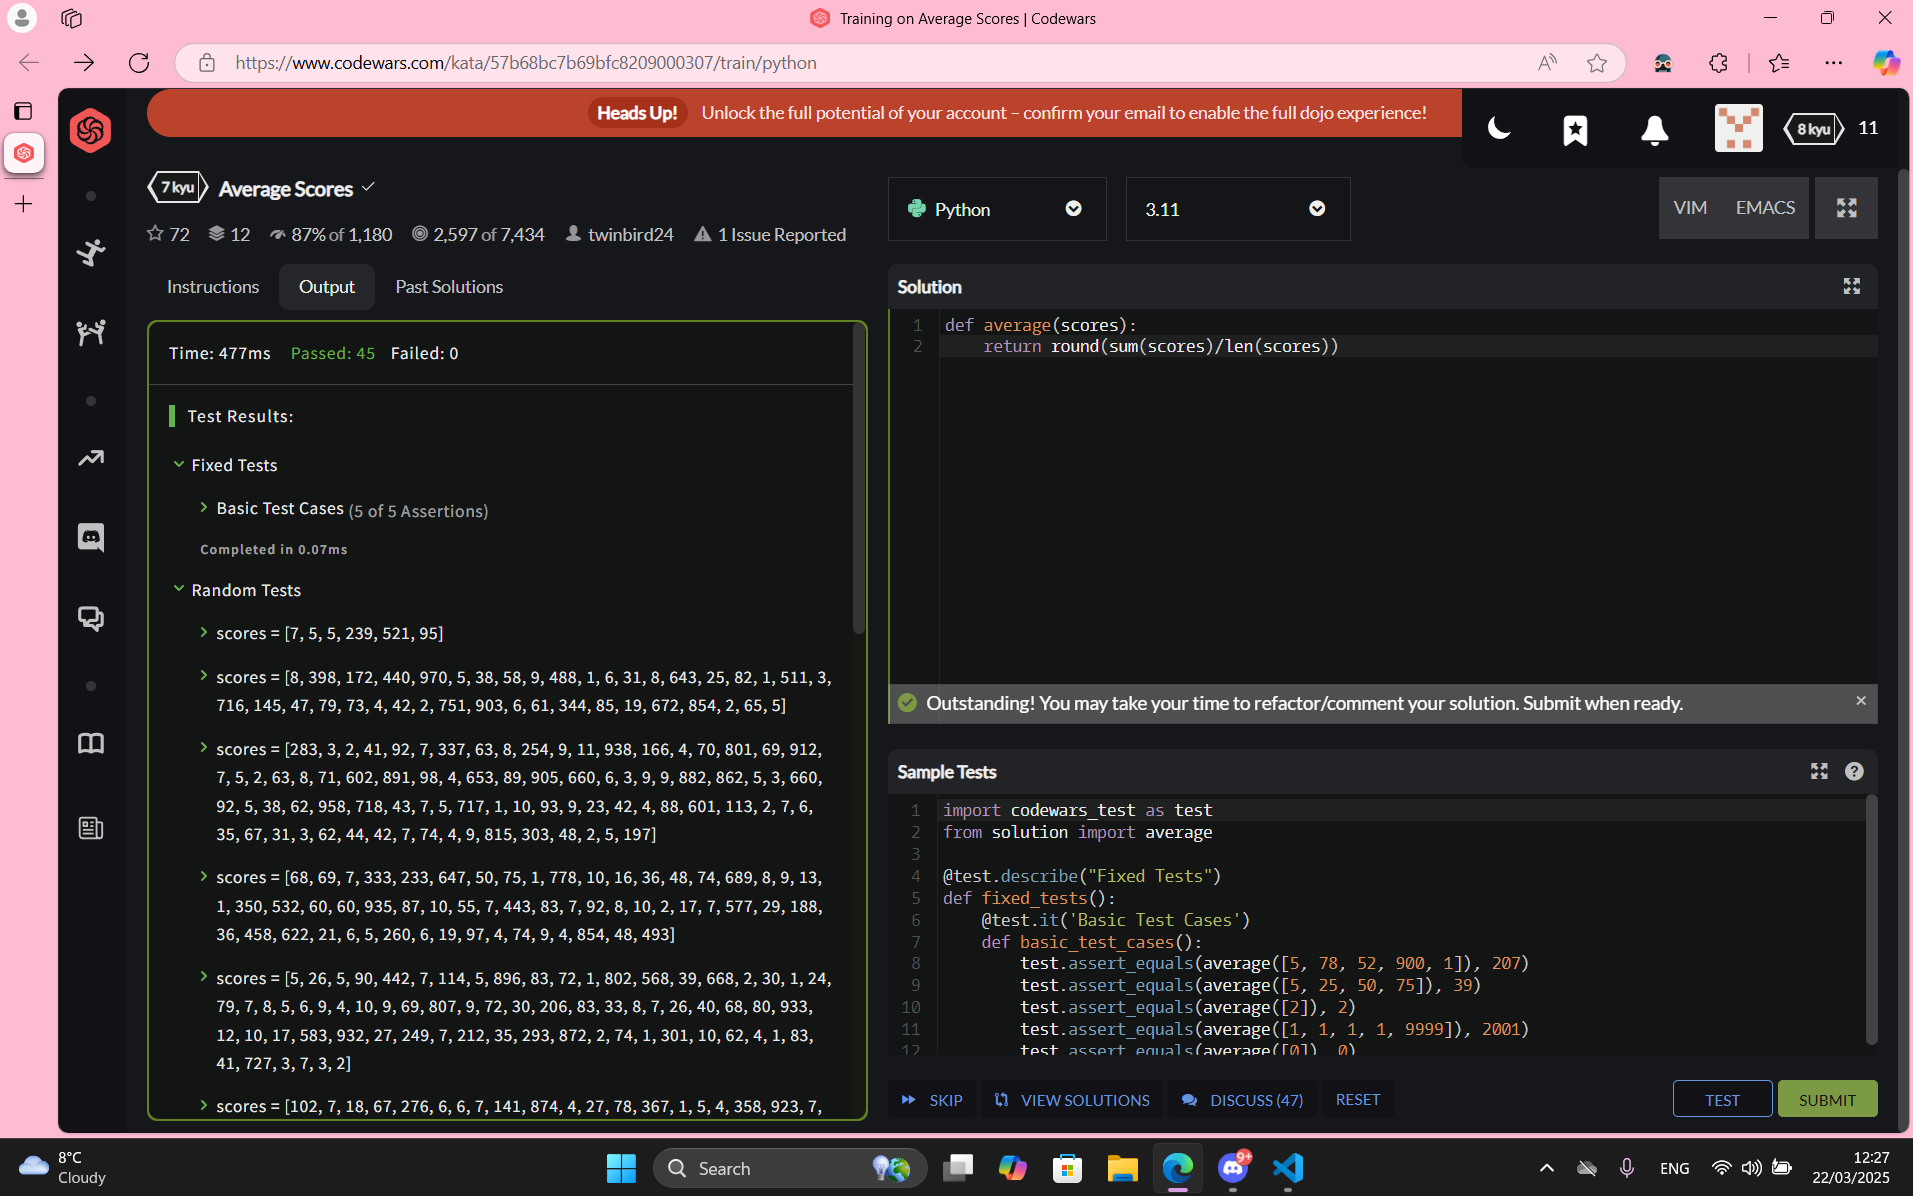 Training on Average Scores | Codewars
https://www.codewars.com/kata/57b68bc7b69bfc8209000307/train/python
Heads Up! Unlock the full potential of your account – confirm your email to enable the full dojo experience!
8 kyu 11
7 kyu Average Scores
72 12 87% of 1,180 2,597 of 7,434 twinbird24 1 Issue Reported
Python
3.11
VIM EMACS
Instructions Output Past Solutions
Time: 477ms Passed: 45 Failed: 0
Test Results:
Fixed Tests
Basic Test Cases (5 of 5 Assertions)
Completed in 0.07ms
Random Tests
scores = [7, 5, 5, 239, 521, 95]
scores = [8, 398, 172, 440, 970, 5, 38, 58, 9, 488, 1, 6, 31, 8, 643, 25, 82, 1, 511, 3,
716, 145, 47, 79, 73, 4, 42, 2, 751, 903, 6, 61, 344, 85, 19, 672, 854, 2, 65, 5]
scores = [283, 3, 2, 41, 92, 7, 337, 63, 8, 254, 9, 11, 938, 166, 4, 70, 801, 69, 912,
7, 5, 2, 63, 8, 71, 602, 891, 98, 4, 653, 89, 905, 660, 6, 3, 9, 9, 882, 862, 5, 3, 660,
92, 5, 38, 62, 958, 718, 43, 7, 5, 717, 1, 10, 93, 9, 23, 42, 4, 88, 601, 113, 2, 7, 6,
35, 67, 31, 3, 62, 44, 42, 7, 74, 4, 9, 815, 303, 48, 2, 5, 197]
scores = [68, 69, 7, 333, 233, 647, 50, 75, 1, 778, 10, 16, 36, 48, 74, 689, 8, 9, 13,
1, 350, 532, 60, 60, 935, 87, 10, 55, 7, 443, 83, 7, 92, 8, 10, 2, 17, 7, 577, 29, 188,
36, 458, 622, 21, 6, 5, 260, 6, 19, 97, 4, 74, 9, 4, 854, 48, 493]
scores = [5, 26, 5, 90, 442, 7, 114, 5, 896, 83, 72, 1, 802, 568, 39, 668, 2, 30, 1, 24,
79, 7, 8, 5, 6, 9, 4, 10, 9, 69, 807, 9, 72, 30, 206, 83, 33, 8, 7, 26, 40, 68, 80, 933,
12, 10, 17, 583, 932, 27, 249, 7, 212, 35, 293, 872, 2, 74, 1, 301, 10, 62, 4, 1, 83,
41, 727, 3, 7, 3, 2]
scores = [102, 7, 18, 67, 276, 6, 6, 7, 141, 874, 4, 27, 78, 367, 1, 5, 4, 358, 923, 7,
Solution
1 def average(scores):
2 return round(sum(scores)/len(scores))
Outstanding! You may take your time to refactor/comment your solution. Submit when ready.
Sample Tests
1 import codewars_test as test
2 from solution import average
3
4 @test.describe("Fixed Tests")
5 def fixed_tests():
6 @test.it('Basic Test Cases')
7 def basic_test_cases():
8 test.assert_equals(average([5, 78, 52, 900, 1]), 207)
9 test.assert_equals(average([5, 25, 50, 75]), 39)
10 test.assert_equals(average([2]), 2)
11 test.assert_equals(average([1, 1, 1, 1, 9999]), 2001)
12 test.assert_equals(average([0]), 0)
SKIP VIEW SOLUTIONS DISCUSS (47) RESET TEST SUBMIT
8°C
Cloudy
Search
9+
ENG
12:27
22/03/2025